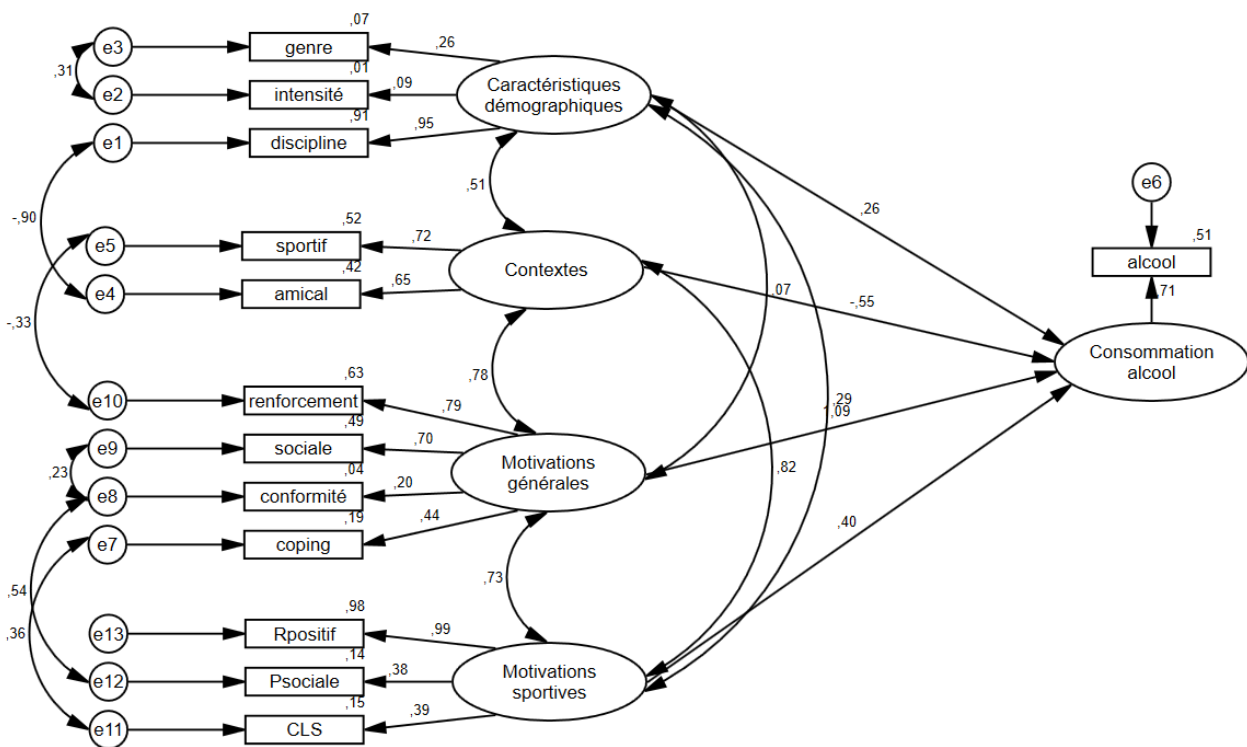 ,07
e3
genre
,26
,31
,01
e2
intensité
,09
Caractéristiques
démographiques
,91
e1
discipline
,95
,51
-,90
,52
e5
sportif
,72
,42
e4
amical
,65
Contextes
-,33
,78
,63
e10
renforcement
,79
,49
e9
sociale
,70
,23
,04
e8
conformité
,20
Motivations
générales
,19
e7
coping
,44
,54
,36
,73
,98
e13
Rpositif
,99
,14
e12
Psociale
,38
Motivations
sportives
,15
e11
CLS
,39
,26
,07
-,55
,29
1,09
,82
,40
e6
,51
alcool
,71
Consommation
alcool